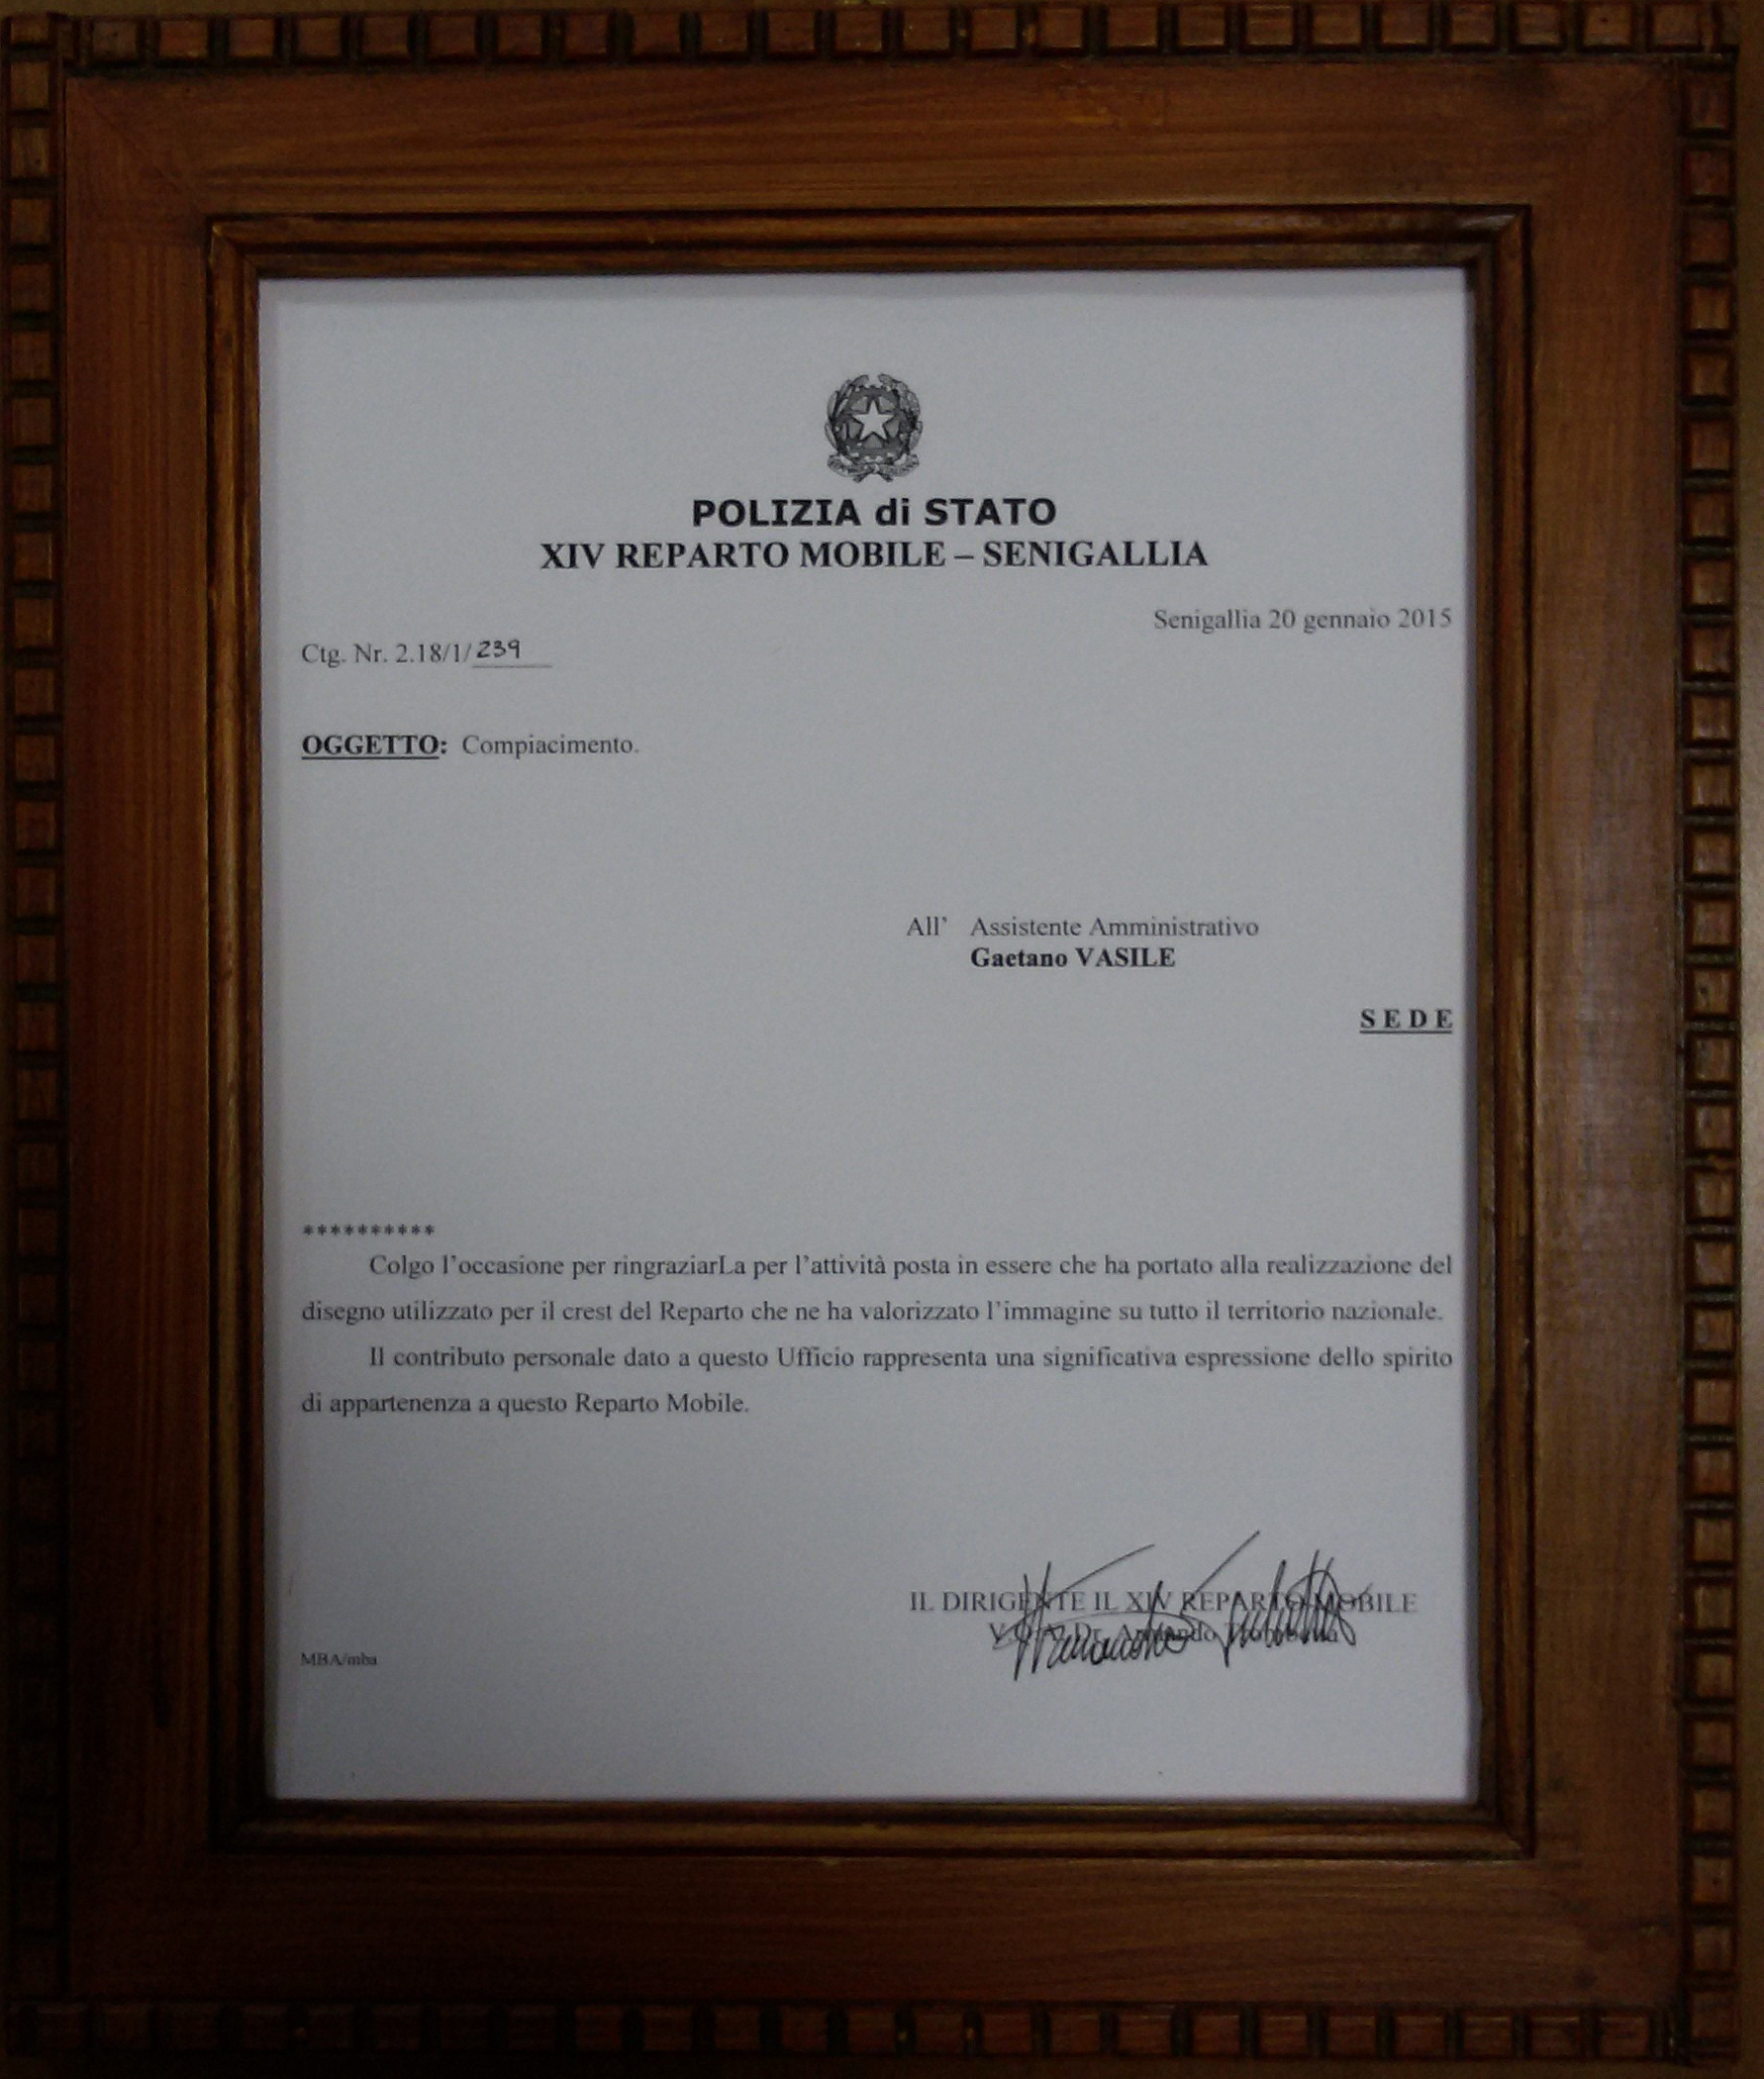 POLIZIA di STATO
XIV REPARTO MOBILE – SENIGALLIA
Senigallia 20 gennaio 2015
Ctg. Nr. 2.18/1/239
OGGETTO: Compiacimento.
All' Assistente Amministrativo
Gaetano VASILE
S E D E
**********
Colgo l'occasione per ringraziarLa per l'attività posta in essere che ha portato alla realizzazione del
disegno utilizzato per il crest del Reparto che ne ha valorizzato l'immagine su tutto il territorio nazionale.
Il contributo personale dato a questo Ufficio rappresenta una significativa espressione dello spirito
di appartenenza a questo Reparto Mobile.
IL DIRIGENTE IL XIV REPARTO MOBILE
Dr. Armando
MBA/mba